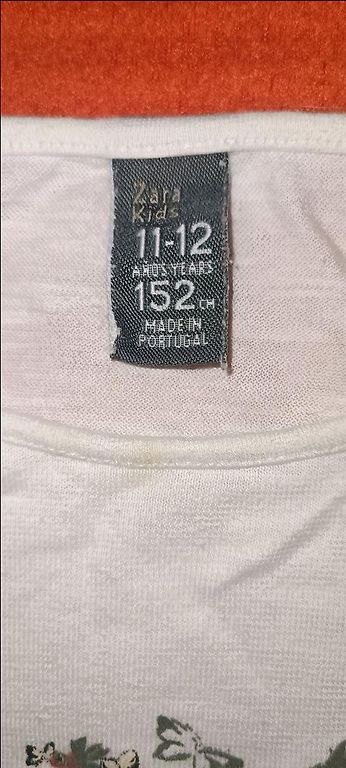 Zara
Kids
11-12
AÑOS YEARS
152 CM
MADE IN
PORTUGAL